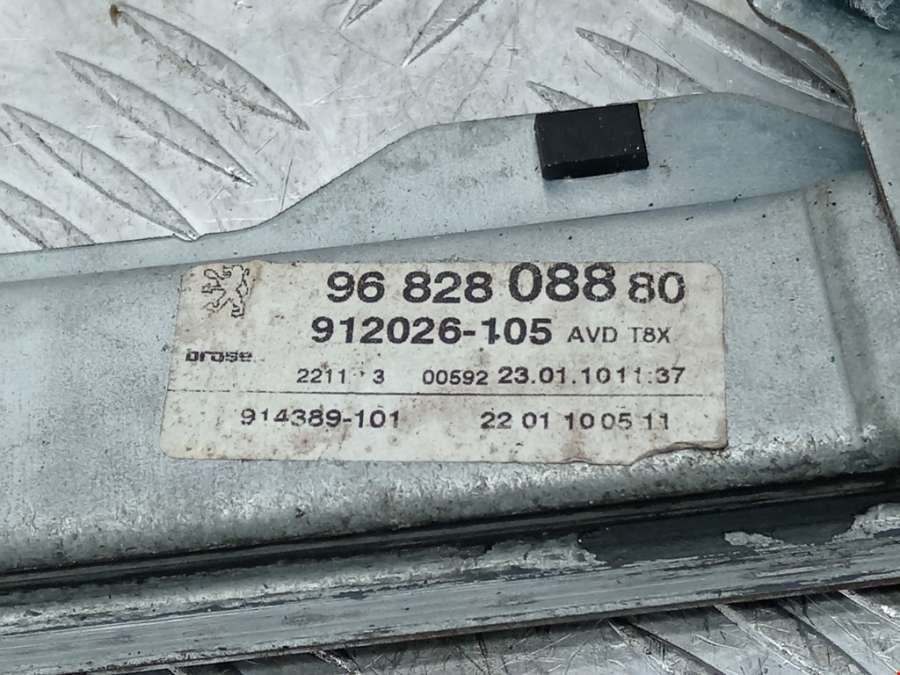 96 828 088 80
912026-105 AVD T8X
brose
2211 3 00592 23.01.10 11:37
914389-101 22 01 10 05 11